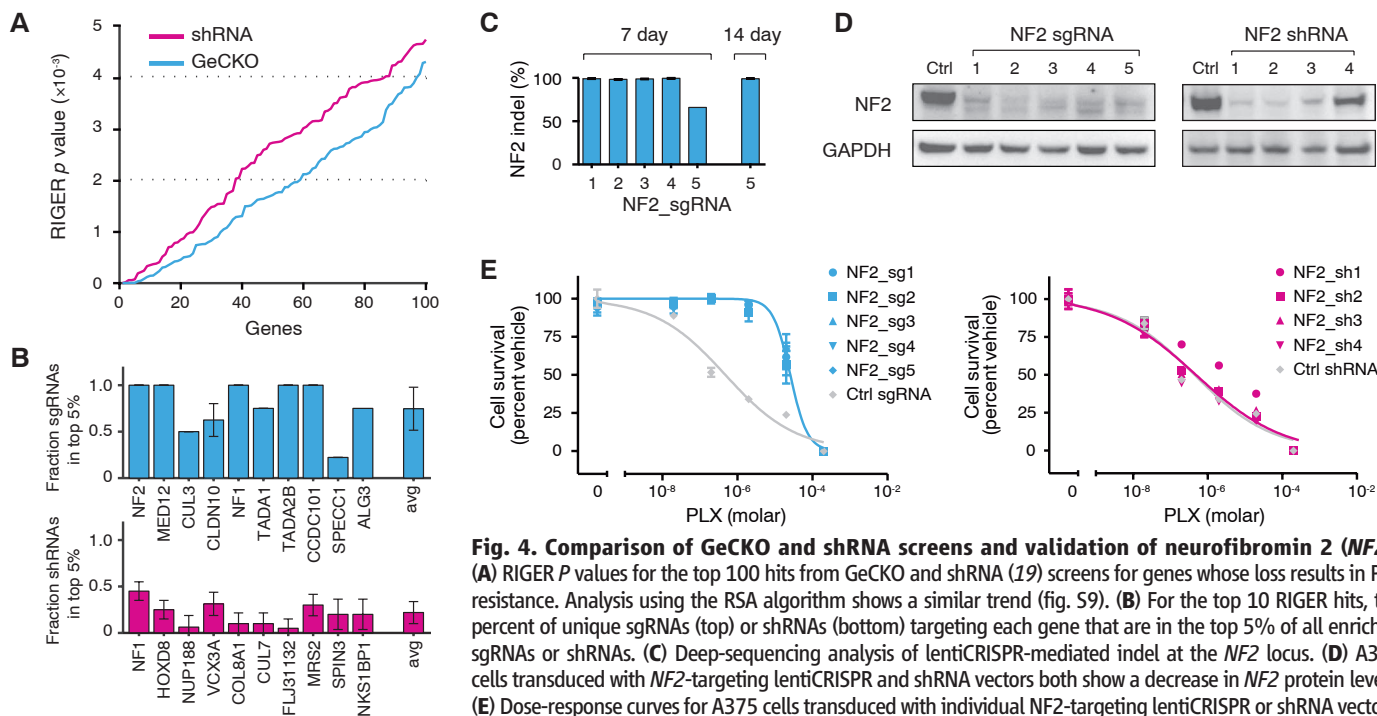 A
shRNA
GeCKO
RIGER p value (×10⁻³)
5
4
3
2
1
0
0 20 40 60 80 100
Genes
B
Fraction sgRNAs
in top 5%
1.0
0.5
0
NF2 MED12 CUL3 CLDN10 NF1 TADA1 TADA2B CCDC101 SPECC1 ALG3 avg
Fraction shRNAs
in top 5%
1.0
0.5
0
NF1 HOXD8 NUP188 VCX3A COL8A1 CUL7 FLJ31132 MRS2 SPIN3 NKS1BP1 avg
C
7 day 14 day
NF2 indel (%)
100
50
0
1 2 3 4 5 5
NF2_sgRNA
D
NF2 sgRNA NF2 shRNA
Ctrl 1 2 3 4 5 Ctrl 1 2 3 4
NF2
GAPDH
E
Cell survival
(percent vehicle)
100
75
50
25
0
0 10⁻⁸ 10⁻⁶ 10⁻⁴ 10⁻²
PLX (molar)
NF2_sg1
NF2_sg2
NF2_sg3
NF2_sg4
NF2_sg5
Ctrl sgRNA
Cell survival
(percent vehicle)
100
75
50
25
0
0 10⁻⁸ 10⁻⁶ 10⁻⁴ 10⁻²
PLX (molar)
NF2_sh1
NF2_sh2
NF2_sh3
NF2_sh4
Ctrl shRNA
Fig. 4. Comparison of GeCKO and shRNA screens and validation of neurofibromin 2 (NF2
(A) RIGER P values for the top 100 hits from GeCKO and shRNA (19) screens for genes whose loss results in P
resistance. Analysis using the RSA algorithm shows a similar trend (fig. S9). (B) For the top 10 RIGER hits, t
percent of unique sgRNAs (top) or shRNAs (bottom) targeting each gene that are in the top 5% of all enrich
sgRNAs or shRNAs. (C) Deep-sequencing analysis of lentiCRISPR-mediated indel at the NF2 locus. (D) A3
cells transduced with NF2-targeting lentiCRISPR and shRNA vectors both show a decrease in NF2 protein leve
(E) Dose-response curves for A375 cells transduced with individual NF2-targeting lentiCRISPR or shRNA vecto